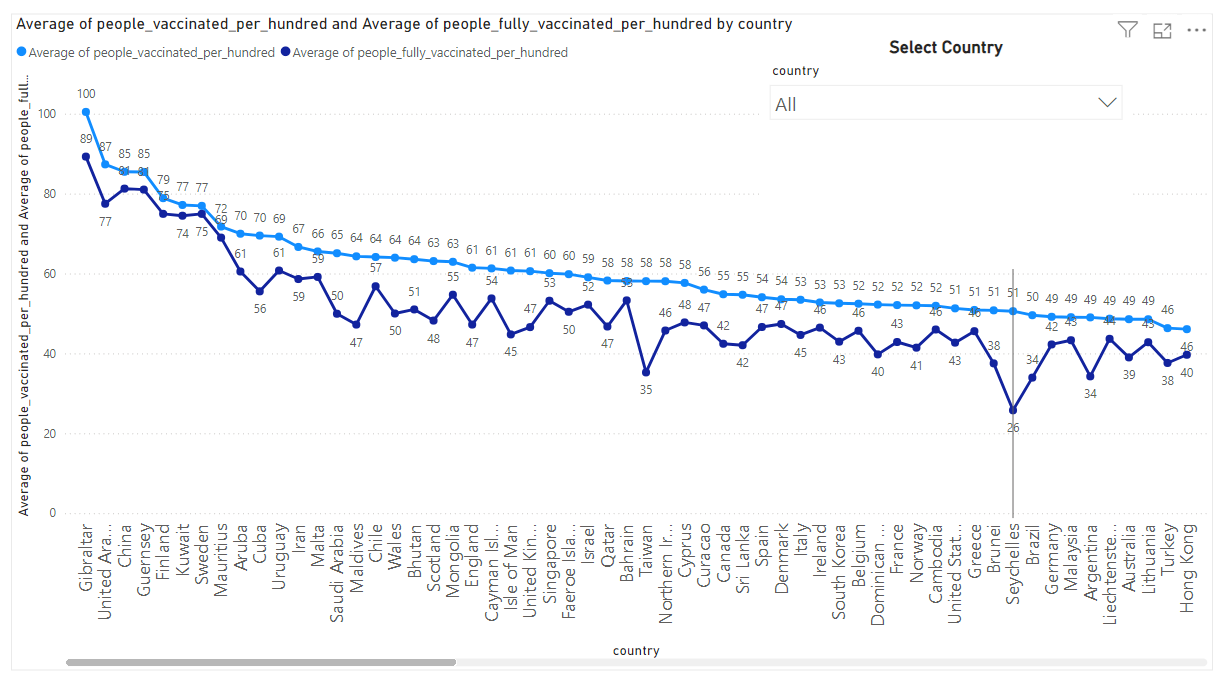 Average of people_vaccinated_per_hundred and Average of people_fully_vaccinated_per_hundred by country
Average of people_vaccinated_per_hundred Average of people_fully_vaccinated_per_hundred
Select Country
country
All
Average of people_vaccinated_per_hundred and Average of people_full...
100
80
60
40
20
0
100 87 85 85 79 77 77 72 70 70 69 67 66 65 64 64 64 64 63 63 61 61 61 61 60 60 59 58 58 58 58 58 56 55 55 54 54 53 53 52 52 52 52 52 51 51 51 51 50 49 49 49 49 49 49 46 46
89 77 81 81 75 74 75 69 61 56 61 59 59 50 47 57 50 51 48 55 47 54 45 47 53 50 52 47 53 35 46 48 47 42 42 47 47 45 46 43 46 40 43 41 46 43 46 38 26 34 42 43 34 44 39 43 38 40
Gibraltar
United Ara...
China
Guernsey
Finland
Kuwait
Sweden
Mauritius
Aruba
Cuba
Uruguay
Iran
Malta
Saudi Arabia
Maldives
Chile
Wales
Bhutan
Scotland
Mongolia
England
Cayman Isl...
Isle of Man
United Kin...
Singapore
Faeroe Isla...
Israel
Qatar
Bahrain
Taiwan
Northern Ir...
Cyprus
Curacao
Canada
Sri Lanka
Spain
Denmark
Italy
Ireland
South Korea
Belgium
Dominican ...
France
Norway
Cambodia
United Stat...
Greece
Brunei
Seychelles
Brazil
Germany
Malaysia
Argentina
Liechtenste...
Australia
Lithuania
Turkey
Hong Kong
country